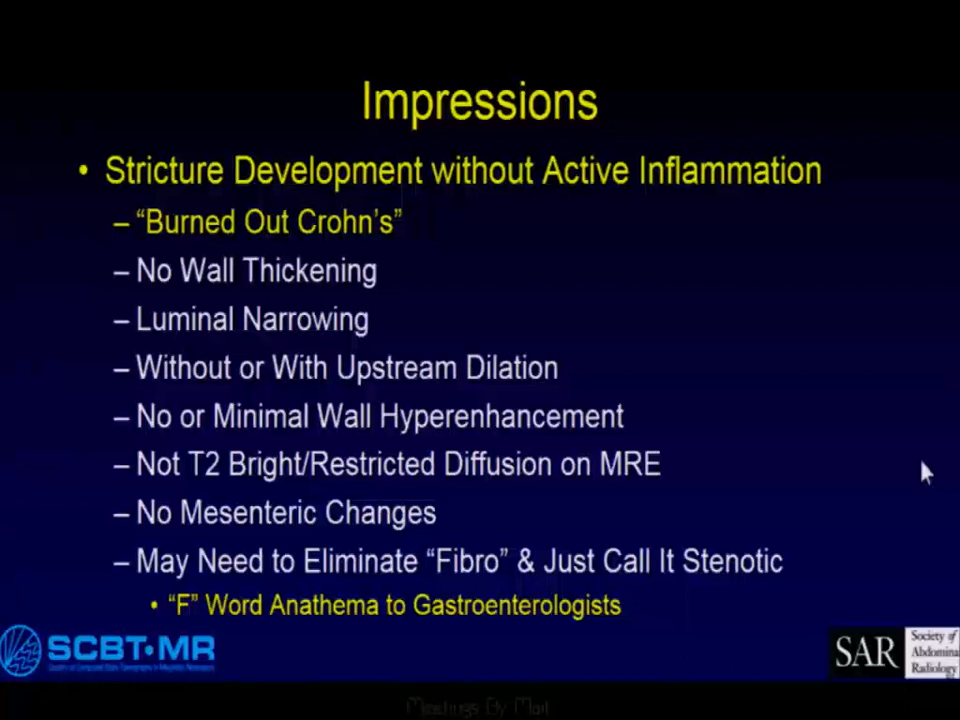 Impressions
• Stricture Development without Active Inflammation
– “Burned Out Crohn’s”
– No Wall Thickening
– Luminal Narrowing
– Without or With Upstream Dilation
– No or Minimal Wall Hyperenhancement
– Not T2 Bright/Restricted Diffusion on MRE
– No Mesenteric Changes
– May Need to Eliminate “Fibro” & Just Call It Stenotic
• “F” Word Anathema to Gastroenterologists
SCBT•MR
SAR
Society of
Abdomina
Radiology